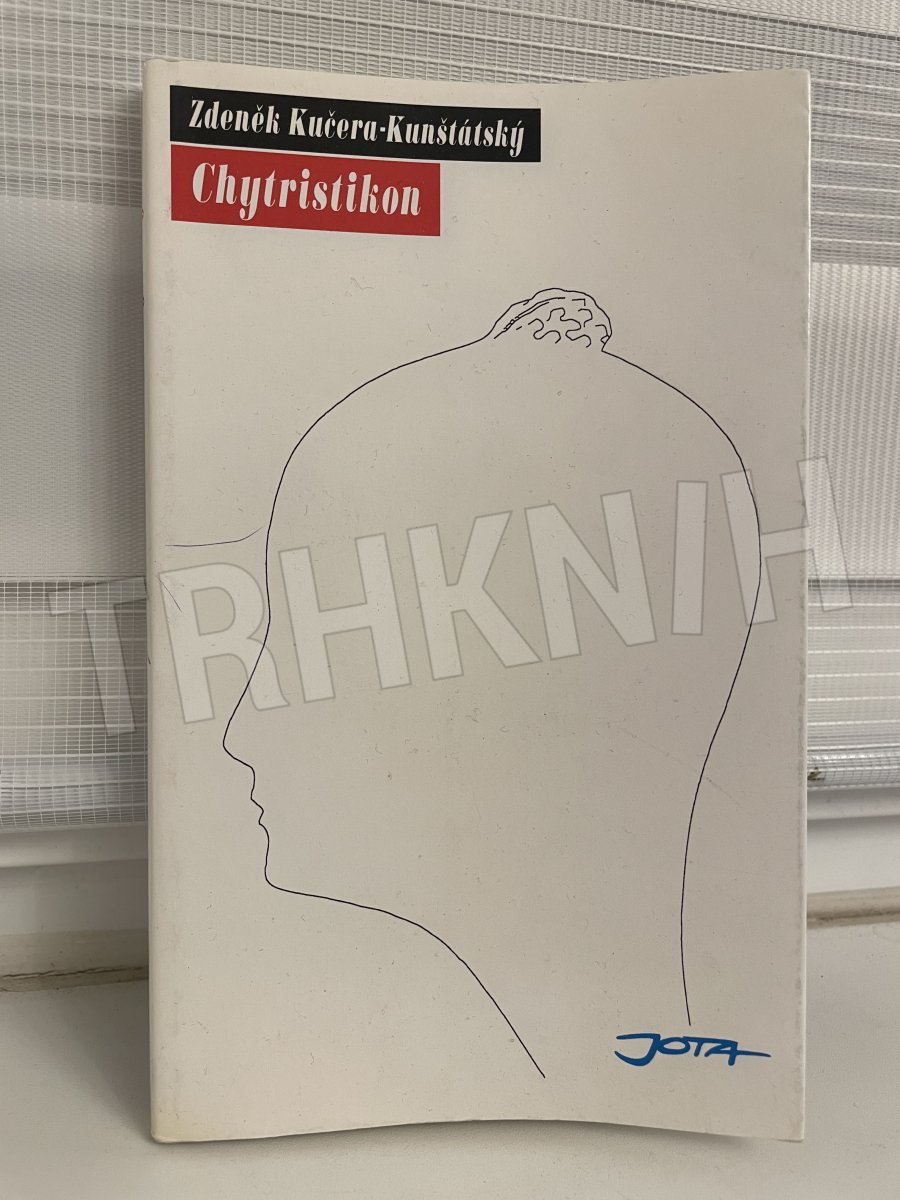 Zdeněk Kučera-Kunštátský
Chytristikon
TRHKNIH
JOTA